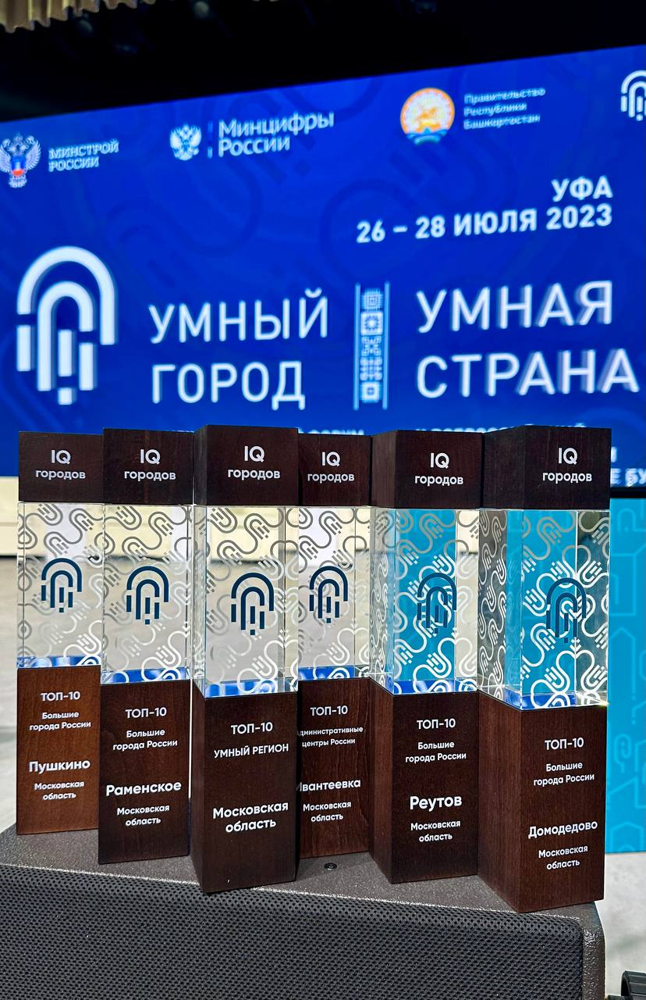 МИНСТРОЙ
РОССИИ
Минцифры
России
Правительство
Республики
Башкортостан
УФА
26 – 28 ИЮЛЯ 2023
УМНЫЙ
ГОРОД
УМНАЯ
СТРАНА
IQ
городов
ТОП-10
Большие
города России
Пушкино
Московская
область
IQ
городов
ТОП-10
Большие
города России
Раменское
Московская
область
IQ
городов
ТОП-10
УМНЫЙ РЕГИОН
Московская
область
IQ
городов
ТОП-10
дминистративные
центры России
Ивантеевка
Московская
область
IQ
городов
ТОП-10
Большие
города России
Реутов
Московская
область
IQ
городов
ТОП-10
Большие
города России
Домодедово
Московская
область